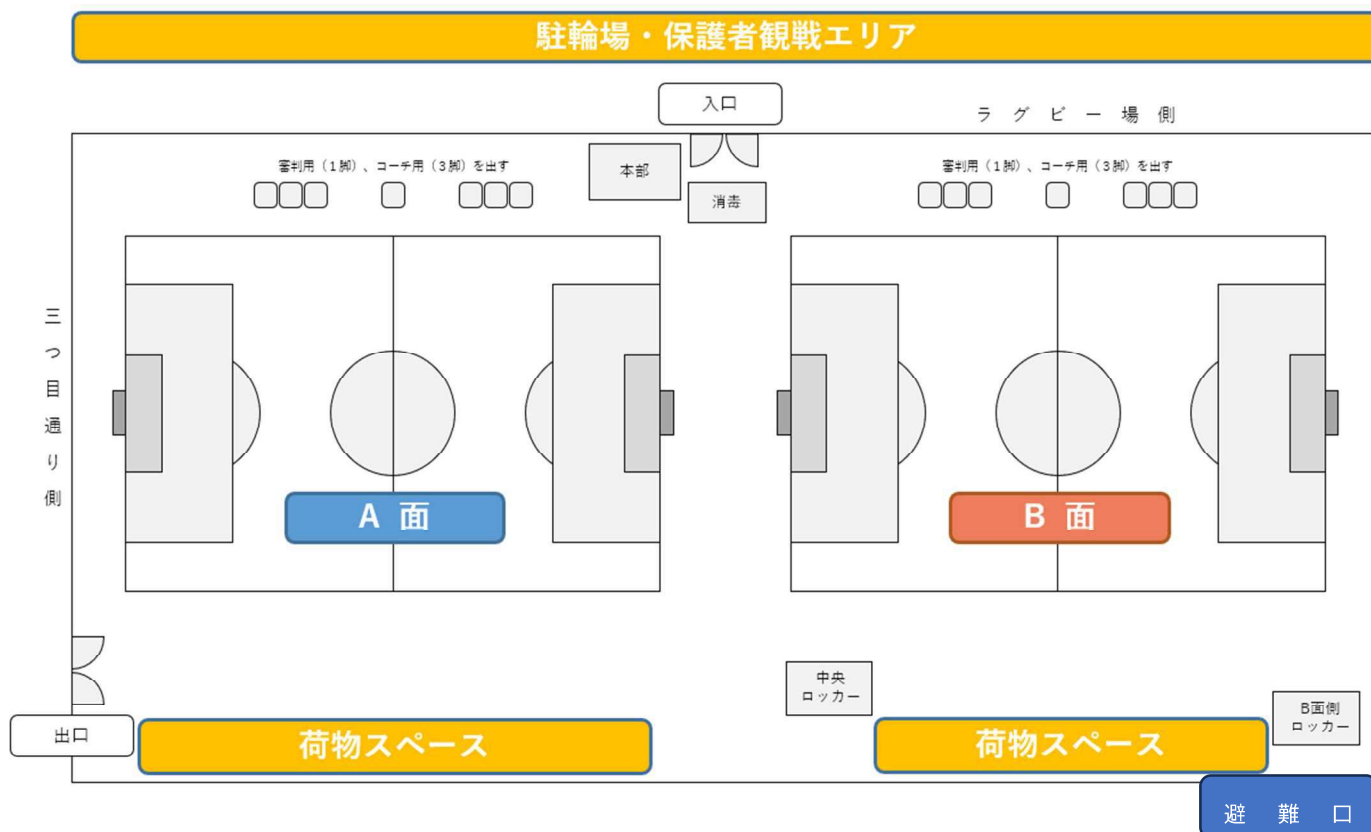 駐輪場・保護者観戦エリア
入口
ラグビー場側
審判用（1脚）、コーチ用（3脚）を出す
本部
消毒
審判用（1脚）、コーチ用（3脚）を出す
三つ目通り側
A 面
B 面
中央
ロッカー
B面側
ロッカー
出口
荷物スペース
荷物スペース
避難口